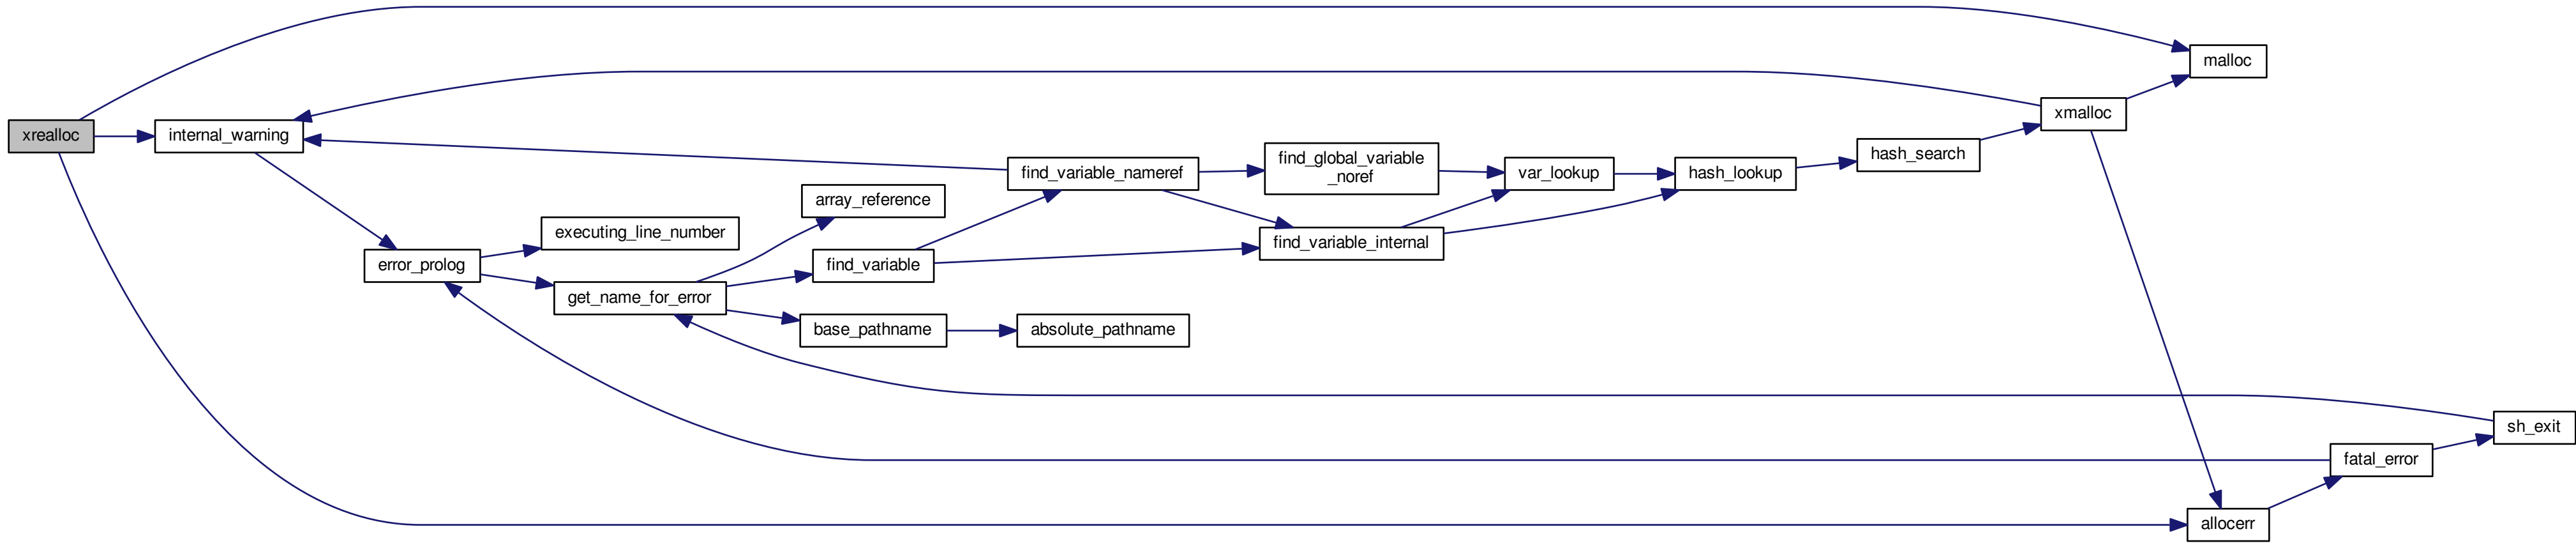 xrealloc
internal_warning
error_prolog
executing_line_number
get_name_for_error
array_reference
find_variable
base_pathname
absolute_pathname
find_variable_nameref
find_global_variable
_noref
find_variable_internal
var_lookup
hash_lookup
hash_search
xmalloc
malloc
allocerr
fatal_error
sh_exit